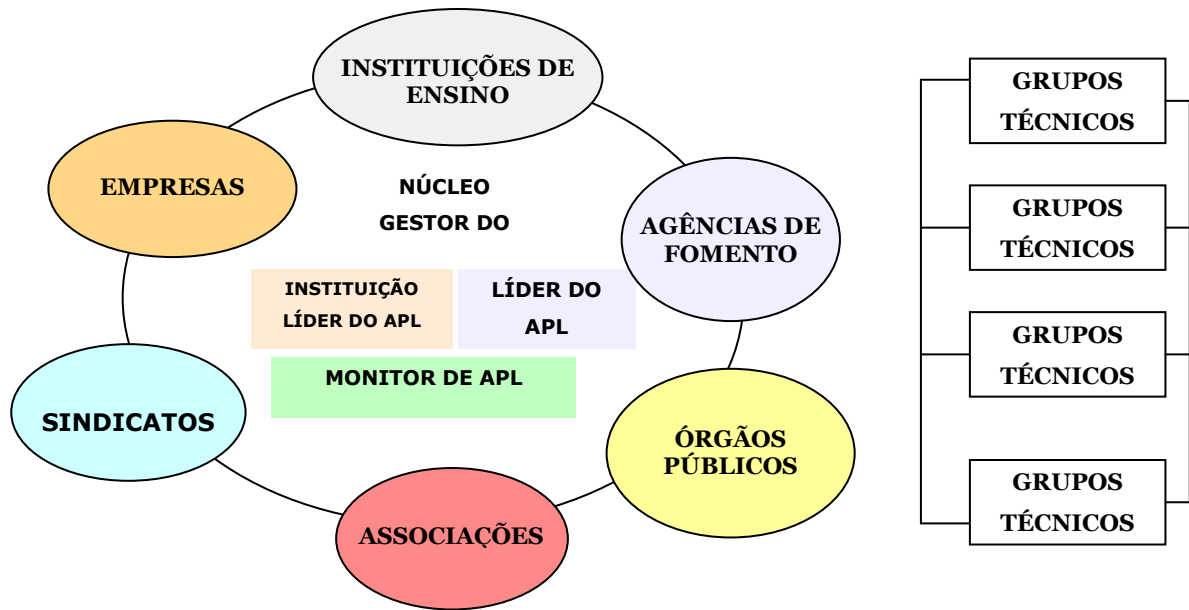 INSTITUIÇÕES DE
ENSINO
EMPRESAS
NÚCLEO
GESTOR DO
AGÊNCIAS DE
FOMENTO
INSTITUIÇÃO
LÍDER DO APL
LÍDER DO
APL
MONITOR DE APL
SINDICATOS
ÓRGÃOS
PÚBLICOS
ASSOCIAÇÕES
GRUPOS
TÉCNICOS
GRUPOS
TÉCNICOS
GRUPOS
TÉCNICOS
GRUPOS
TÉCNICOS